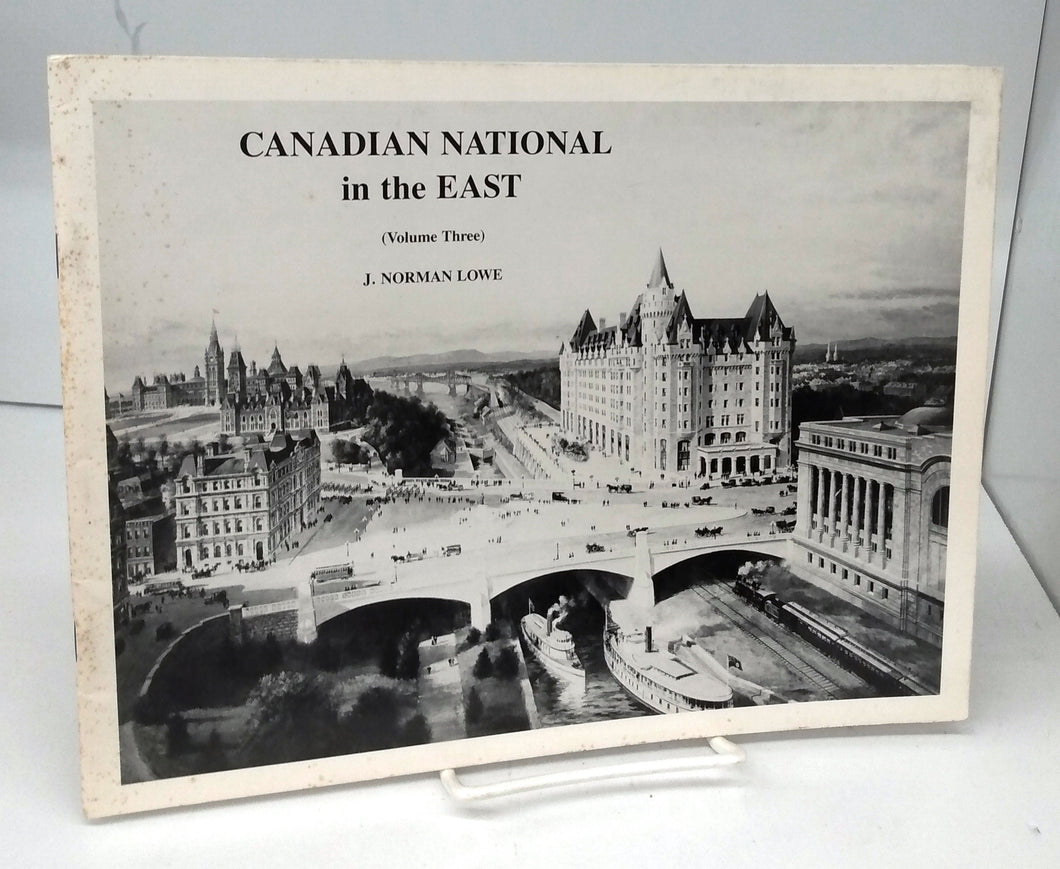 CANADIAN NATIONAL
in the EAST
(Volume Three)
J. NORMAN LOWE